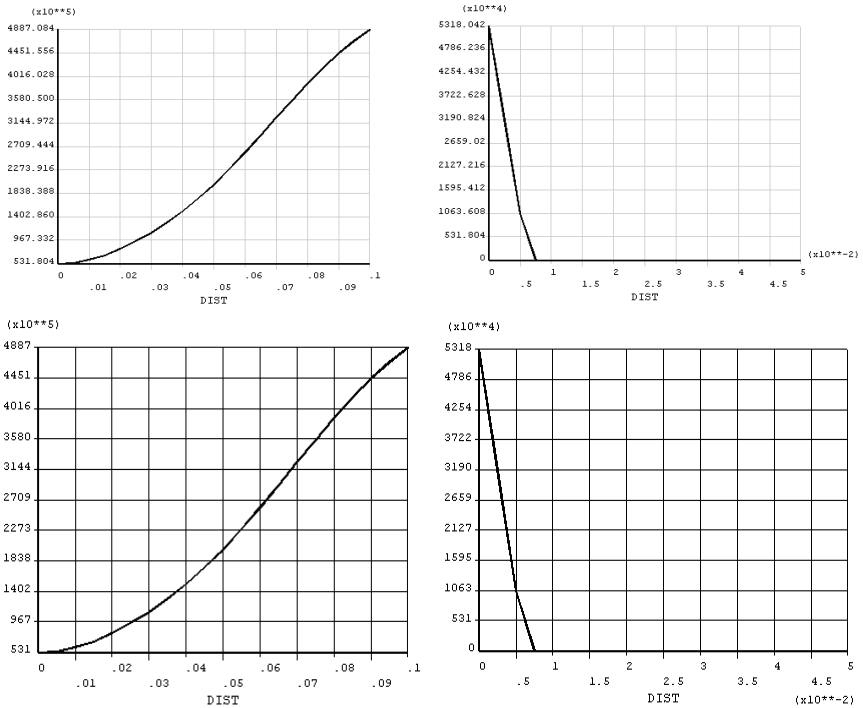 (x10**5)
4887.084
4451.556
4016.028
3580.500
3144.972
2709.444
2273.916
1838.388
1402.860
967.332
531.804
0 .02 .04 .06 .08 .1
.01 .03 .05 .07 .09
DIST
(x10**4)
5318.042
4786.236
4254.432
3722.628
3190.824
2659.02
2127.216
1595.412
1063.608
531.804
0
(x10**-2)
0 1 2 3 4 5
.5 1.5 2.5 3.5 4.5
DIST
(x10**5)
4887
4451
4016
3580
3144
2709
2273
1838
1402
967
531
0 .02 .04 .06 .08 .1
.01 .03 .05 .07 .09
DIST
(x10**4)
5318
4786
4254
3722
3190
2659
2127
1595
1063
531
0
0 1 2 3 4 5
.5 1.5 2.5 3.5 4.5
DIST
(x10**-2)